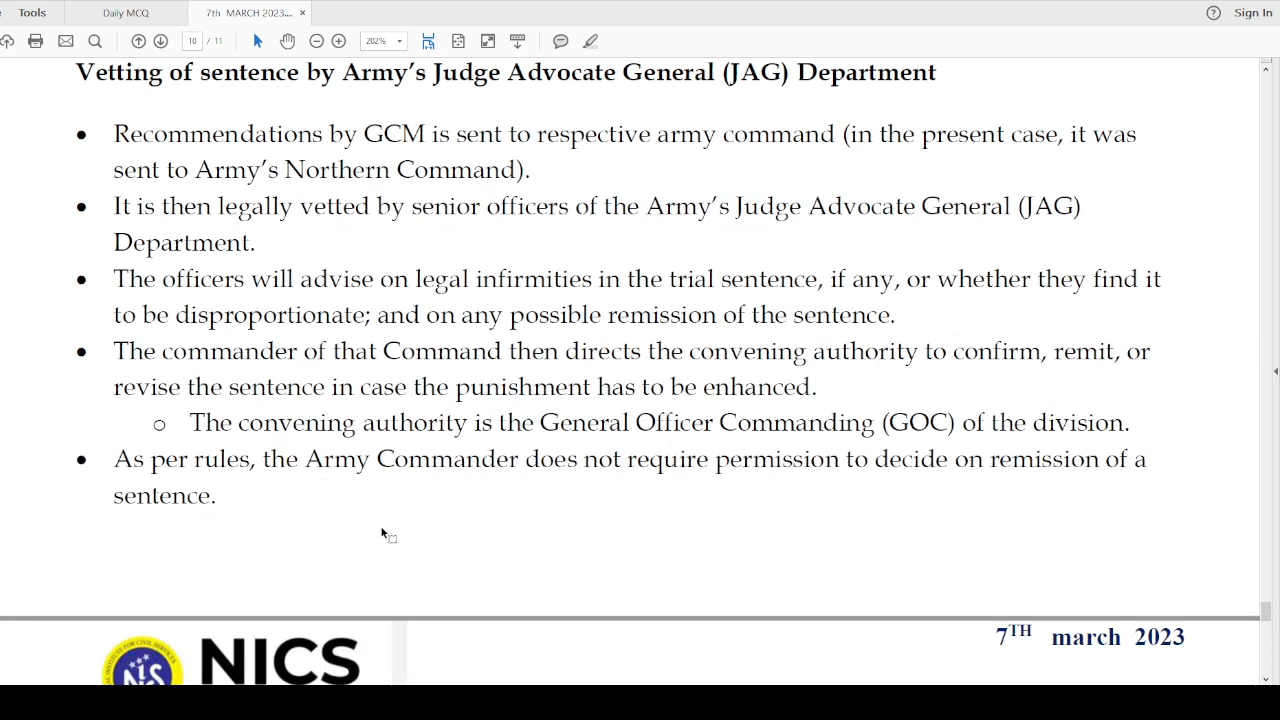 Tools Daily MCQ 7th MARCH 2023.... × ? Sign In
10 / 11 202%
Vetting of sentence by Army’s Judge Advocate General (JAG) Department
• Recommendations by GCM is sent to respective army command (in the present case, it was
sent to Army’s Northern Command).
• It is then legally vetted by senior officers of the Army’s Judge Advocate General (JAG)
Department.
• The officers will advise on legal infirmities in the trial sentence, if any, or whether they find it
to be disproportionate; and on any possible remission of the sentence.
• The commander of that Command then directs the convening authority to confirm, remit, or
revise the sentence in case the punishment has to be enhanced.
o The convening authority is the General Officer Commanding (GOC) of the division.
• As per rules, the Army Commander does not require permission to decide on remission of a
sentence.
7TH march 2023
NICS